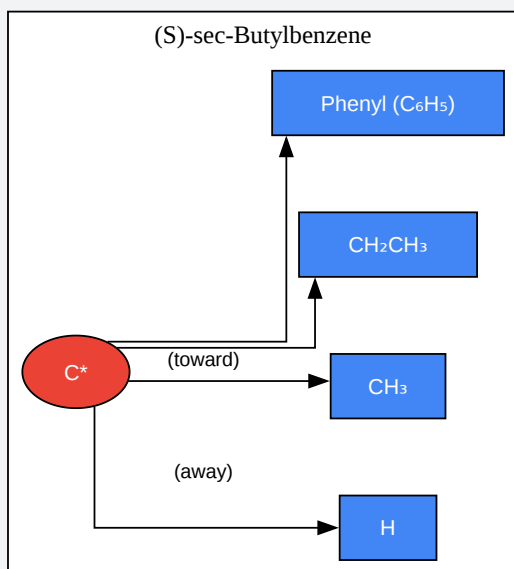 (S)-sec-Butylbenzene
Phenyl (C₆H₅)
CH₂CH₃
(toward)
C*
CH₃
(away)
H